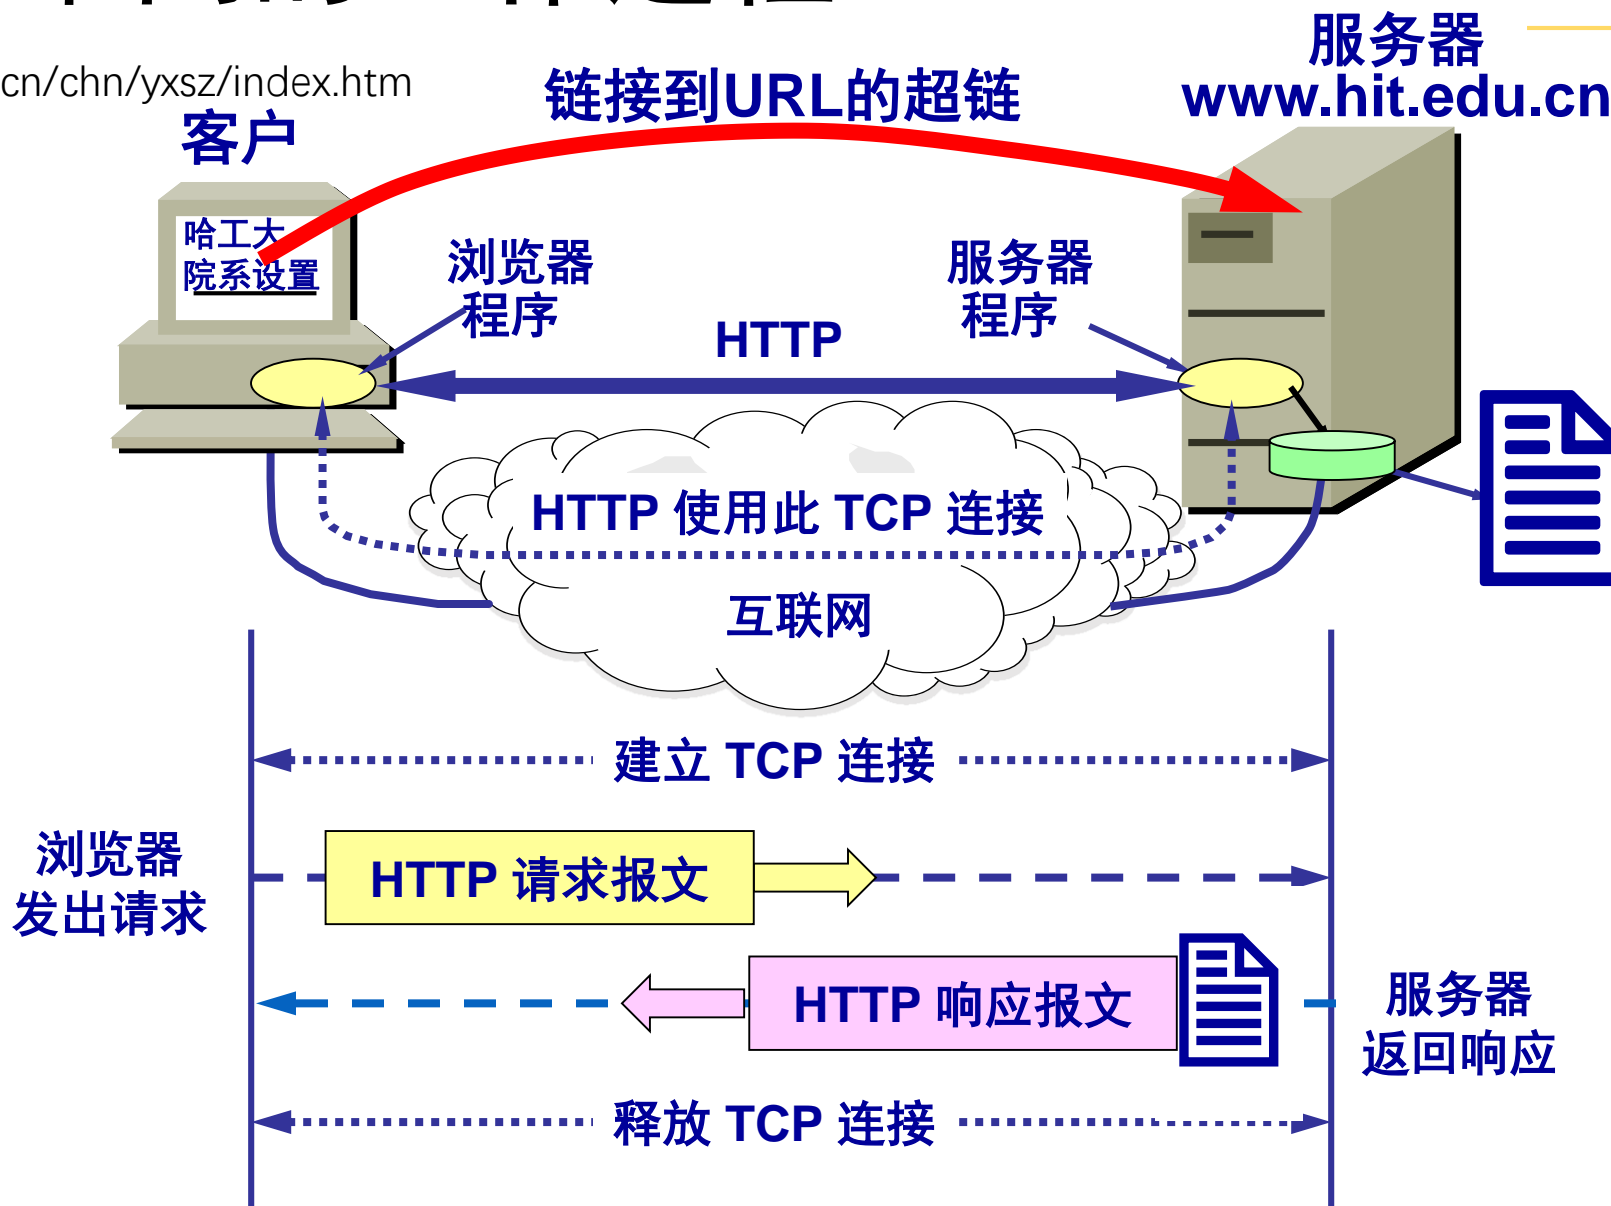 服务器
cn/chn/yxsz/index.htm
链接到URL的超链
www.hit.edu.cn
客户
哈工大
院系设置
浏览器
程序
服务器
程序
HTTP
HTTP 使用此 TCP 连接
互联网
建立 TCP 连接
浏览器
发出请求
HTTP 请求报文
HTTP 响应报文
服务器
返回响应
释放 TCP 连接